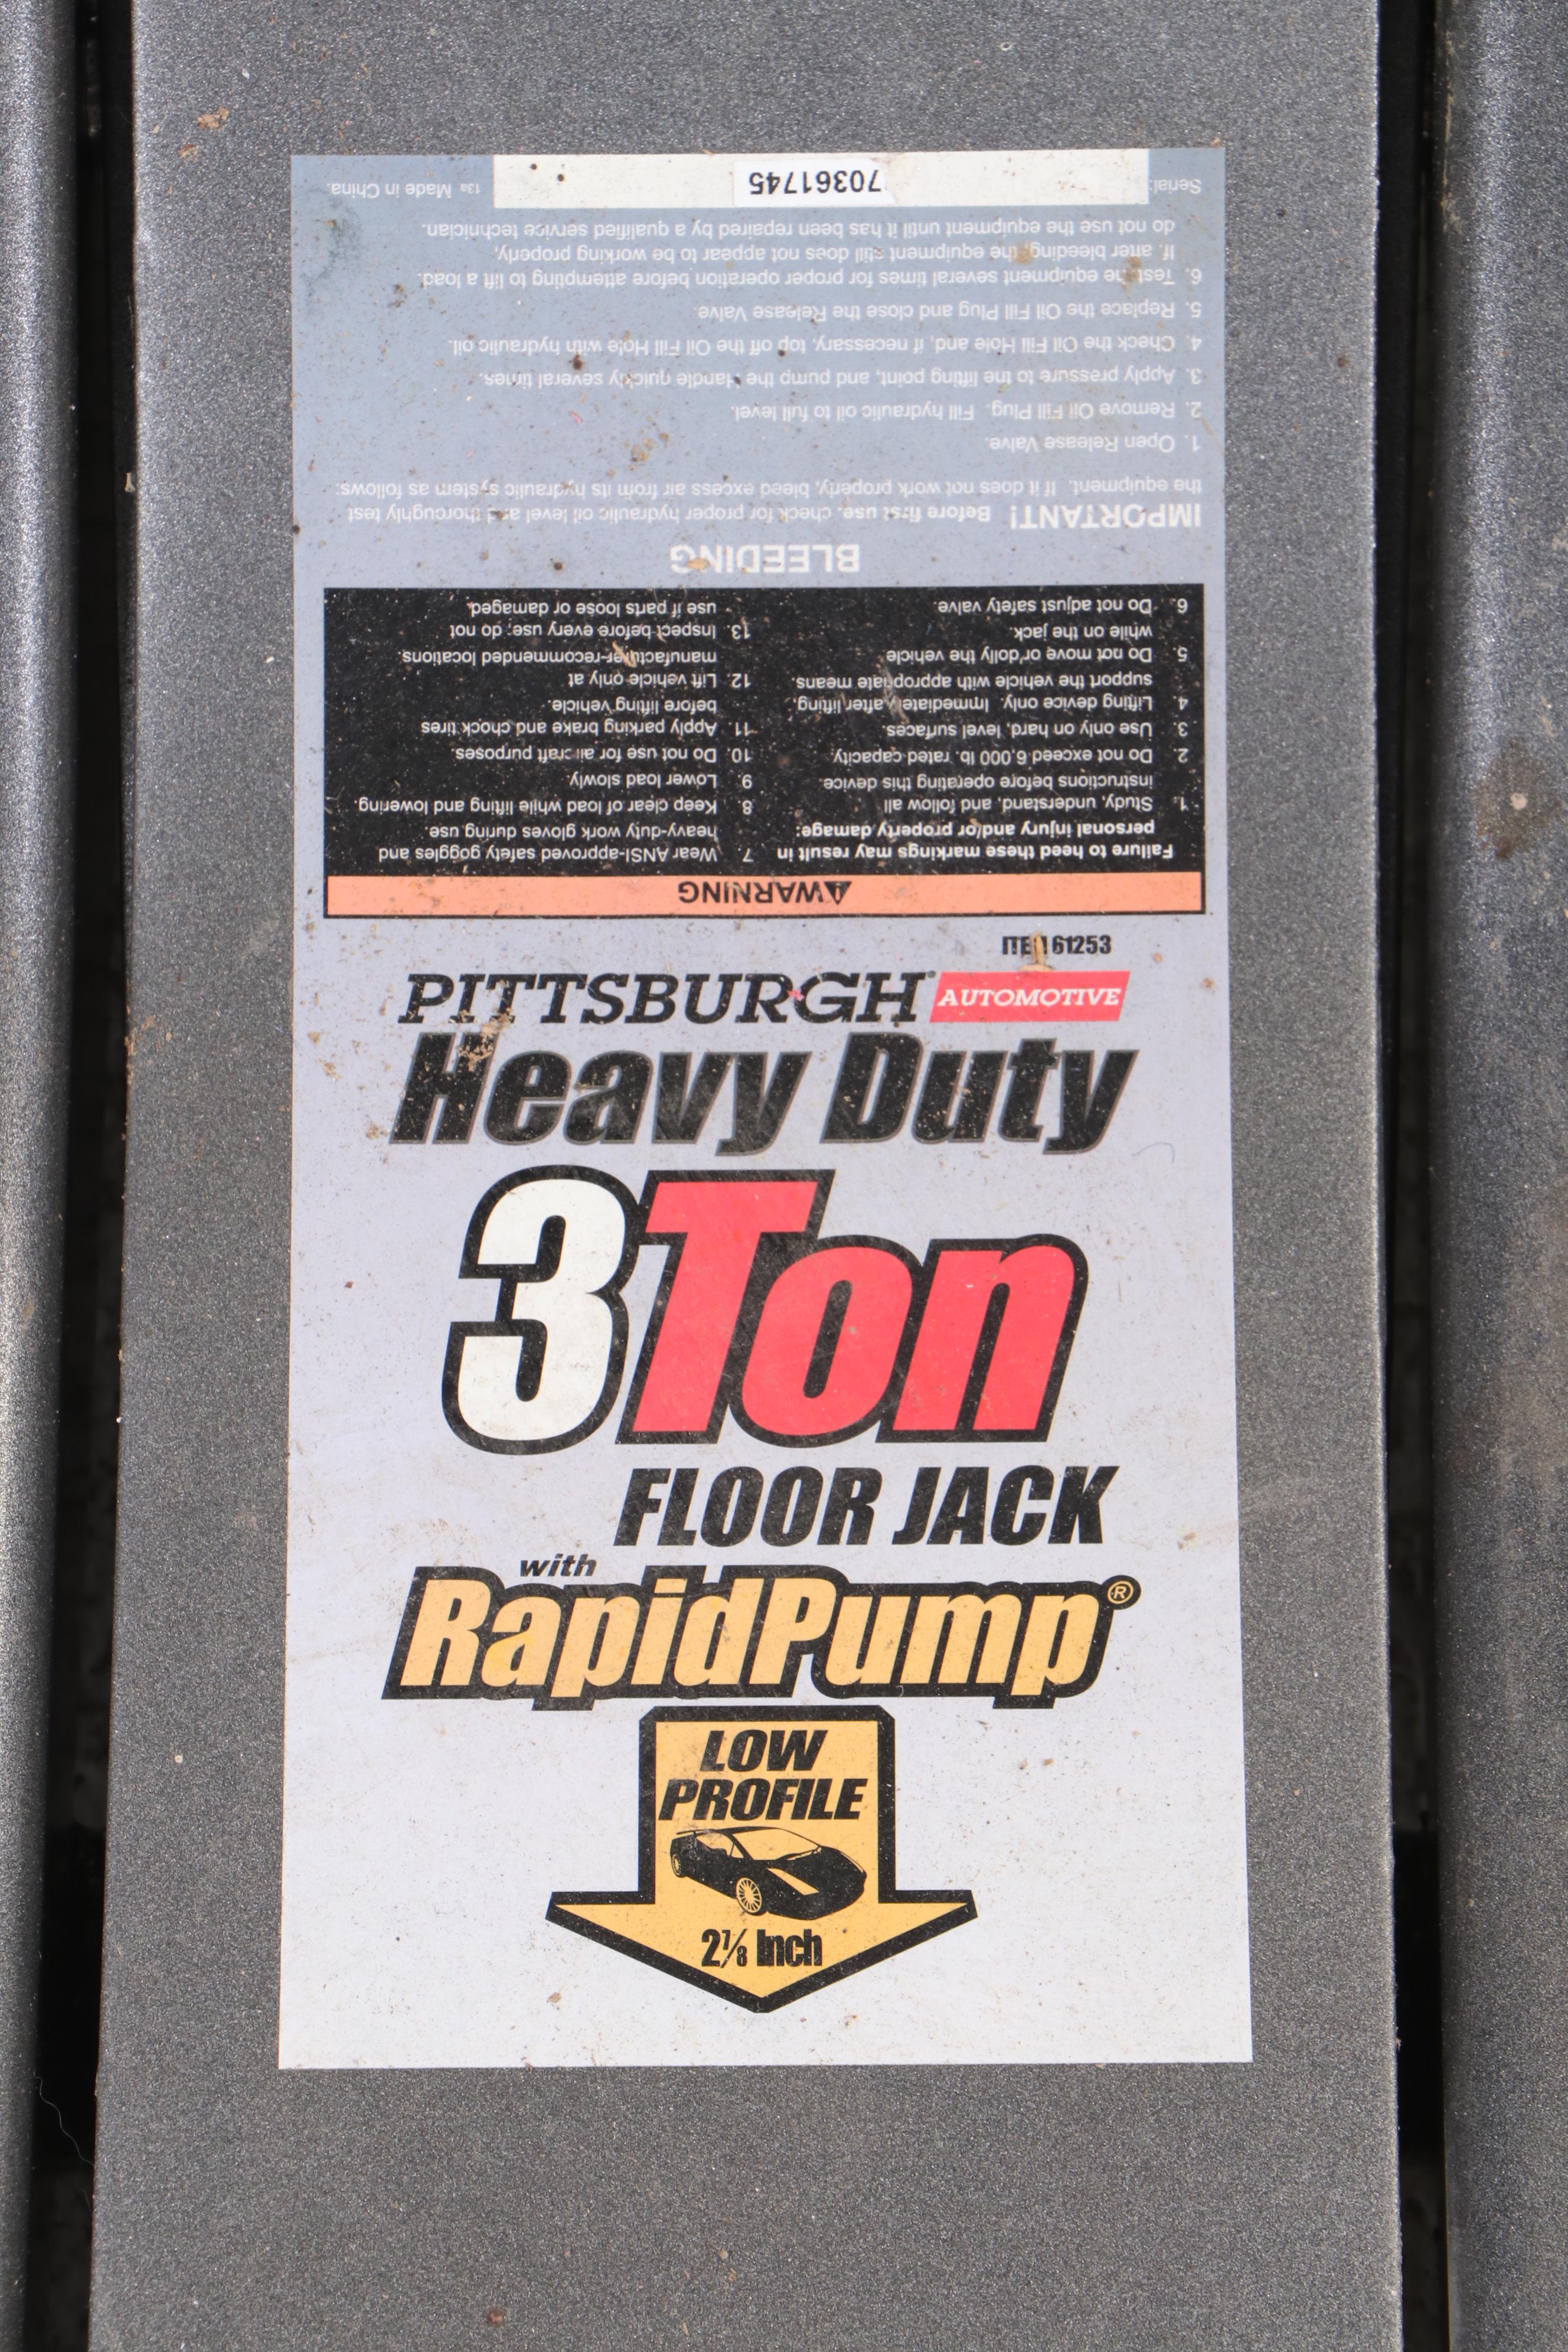 ITEM 61253
PITTSBURGH® AUTOMOTIVE
Heavy Duty
3 Ton
FLOOR JACK
with
RapidPump®
LOW
PROFILE
2 7/8 Inch
⚠WARNING
Failure to heed these markings may result in
personal injury and/or property damage:
1. Study, understand, and follow all
instructions before operating this device
2. Do not exceed 6,000 lb. rated capacity.
3. Use only on hard, level surfaces.
4. Lifting device only. Immediately after lifting,
support the vehicle with appropriate means.
5. Do not move or dolly the vehicle
while on the jack.
6. Do not adjust safety valve.
7. Wear ANSI-approved safety goggles and
heavy-duty work gloves during use.
8. Keep clear of load while lifting and lowering.
9. Lower load slowly.
10. Do not use for aircraft purposes.
11. Apply parking brake and chock tires
before lifting vehicle.
12. Lift vehicle only at
manufacturer-recommended locations.
13. Inspect before every use; do not
use if parts loose or damaged.
BLEEDING
IMPORTANT! Before first use, check for proper hydraulic oil level and thoroughly test
the equipment. If it does not work properly, bleed excess air from its hydraulic system as follows:
1. Open Release Valve.
2. Remove Oil Fill Plug. Fill hydraulic oil to full level.
3. Apply pressure to the lifting point, and pump the Handle quickly several times.
4. Check the Oil Fill Hole and, if necessary, top off the Oil Fill Hole with hydraulic oil.
5. Replace the Oil Fill Plug and close the Release Valve.
6. Test the equipment several times for proper operation before attempting to lift a load.
If, after bleeding, the equipment still does not appear to be working properly,
do not use the equipment until it has been repaired by a qualified service technician.
Serial: 70361745 13a Made in China.